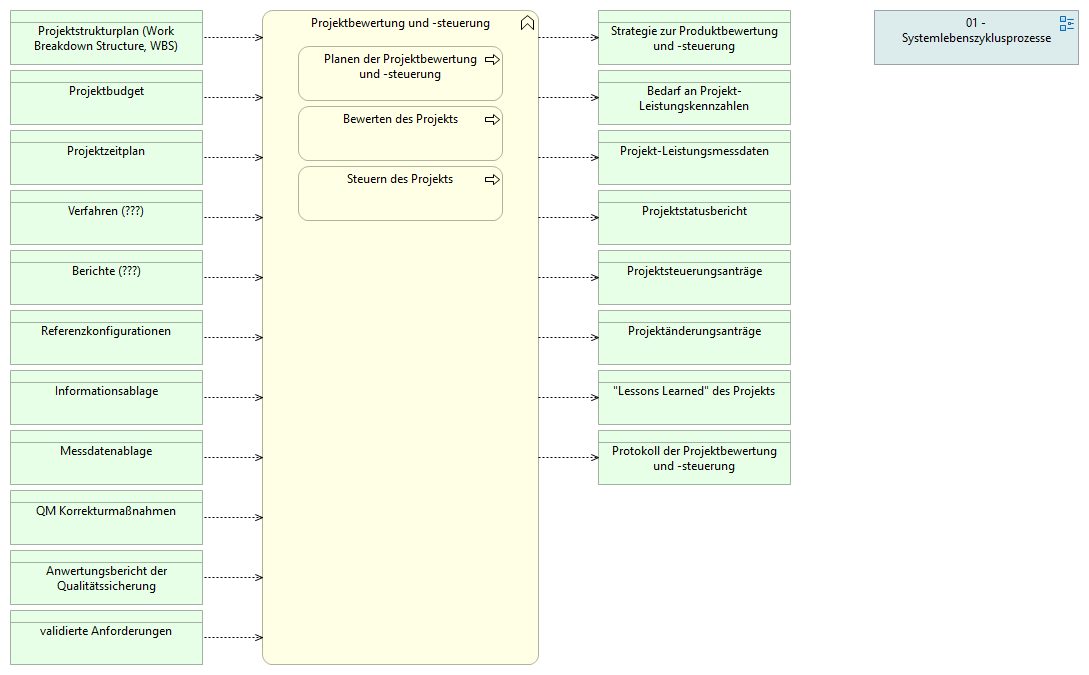 Projektstrukturplan (Work
Breakdown Structure, WBS)
Projektbudget
Projektzeitplan
Verfahren (???)
Berichte (???)
Referenzkonfigurationen
Informationsablage
Messdatenablage
QM Korrekturmaßnahmen
Anwertungsbericht der
Qualitätssicherung
validierte Anforderungen
Projektbewertung und -steuerung
Planen der Projektbewertung
und -steuerung
Bewerten des Projekts
Steuern des Projekts
Strategie zur Produktbewertung
und -steuerung
Bedarf an Projekt-
Leistungskennzahlen
Projekt-Leistungsmessdaten
Projektstatusbericht
Projektsteuerungsanträge
Projektänderungsanträge
"Lessons Learned" des Projekts
Protokoll der Projektbewertung
und -steuerung
01 -
Systemlebenszyklusprozesse